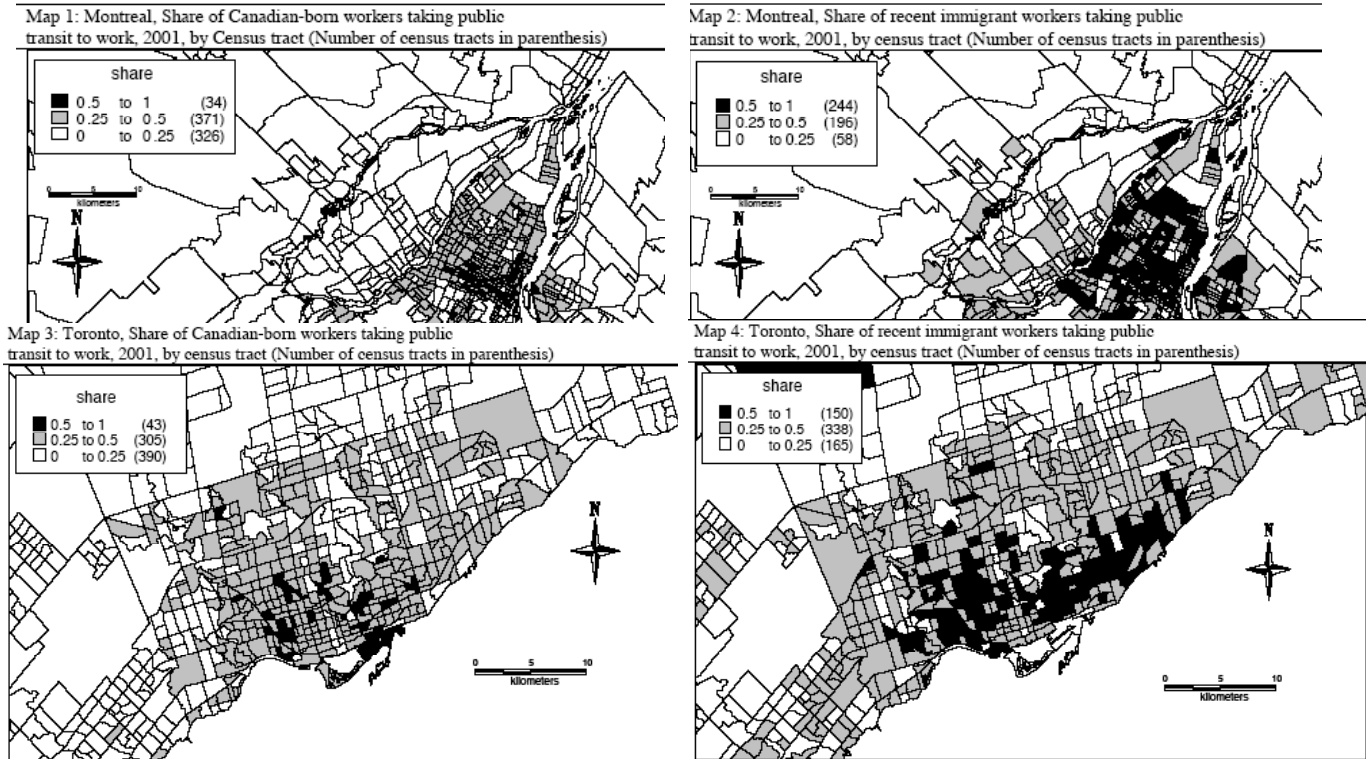 Map 1: Montreal, Share of Canadian-born workers taking public
transit to work, 2001, by Census tract (Number of census tracts in parenthesis)
share
0.5 to 1 (34)
0.25 to 0.5 (371)
0 to 0.25 (326)
0 5 10
kilometers
N
Map 2: Montreal, Share of recent immigrant workers taking public
transit to work, 2001, by census tract (Number of census tracts in parenthesis)
share
0.5 to 1 (244)
0.25 to 0.5 (196)
0 to 0.25 (58)
0 5 10
kilometers
N
Map 3: Toronto, Share of Canadian-born workers taking public
transit to work, 2001, by census tract (Number of census tracts in parenthesis)
share
0.5 to 1 (43)
0.25 to 0.5 (305)
0 to 0.25 (390)
N
0 5 10
kilometers
Map 4: Toronto, Share of recent immigrant workers taking public
transit to work, 2001, by census tract (Number of census tracts in parenthesis)
share
0.5 to 1 (150)
0.25 to 0.5 (338)
0 to 0.25 (165)
N
0 5 10
kilometers